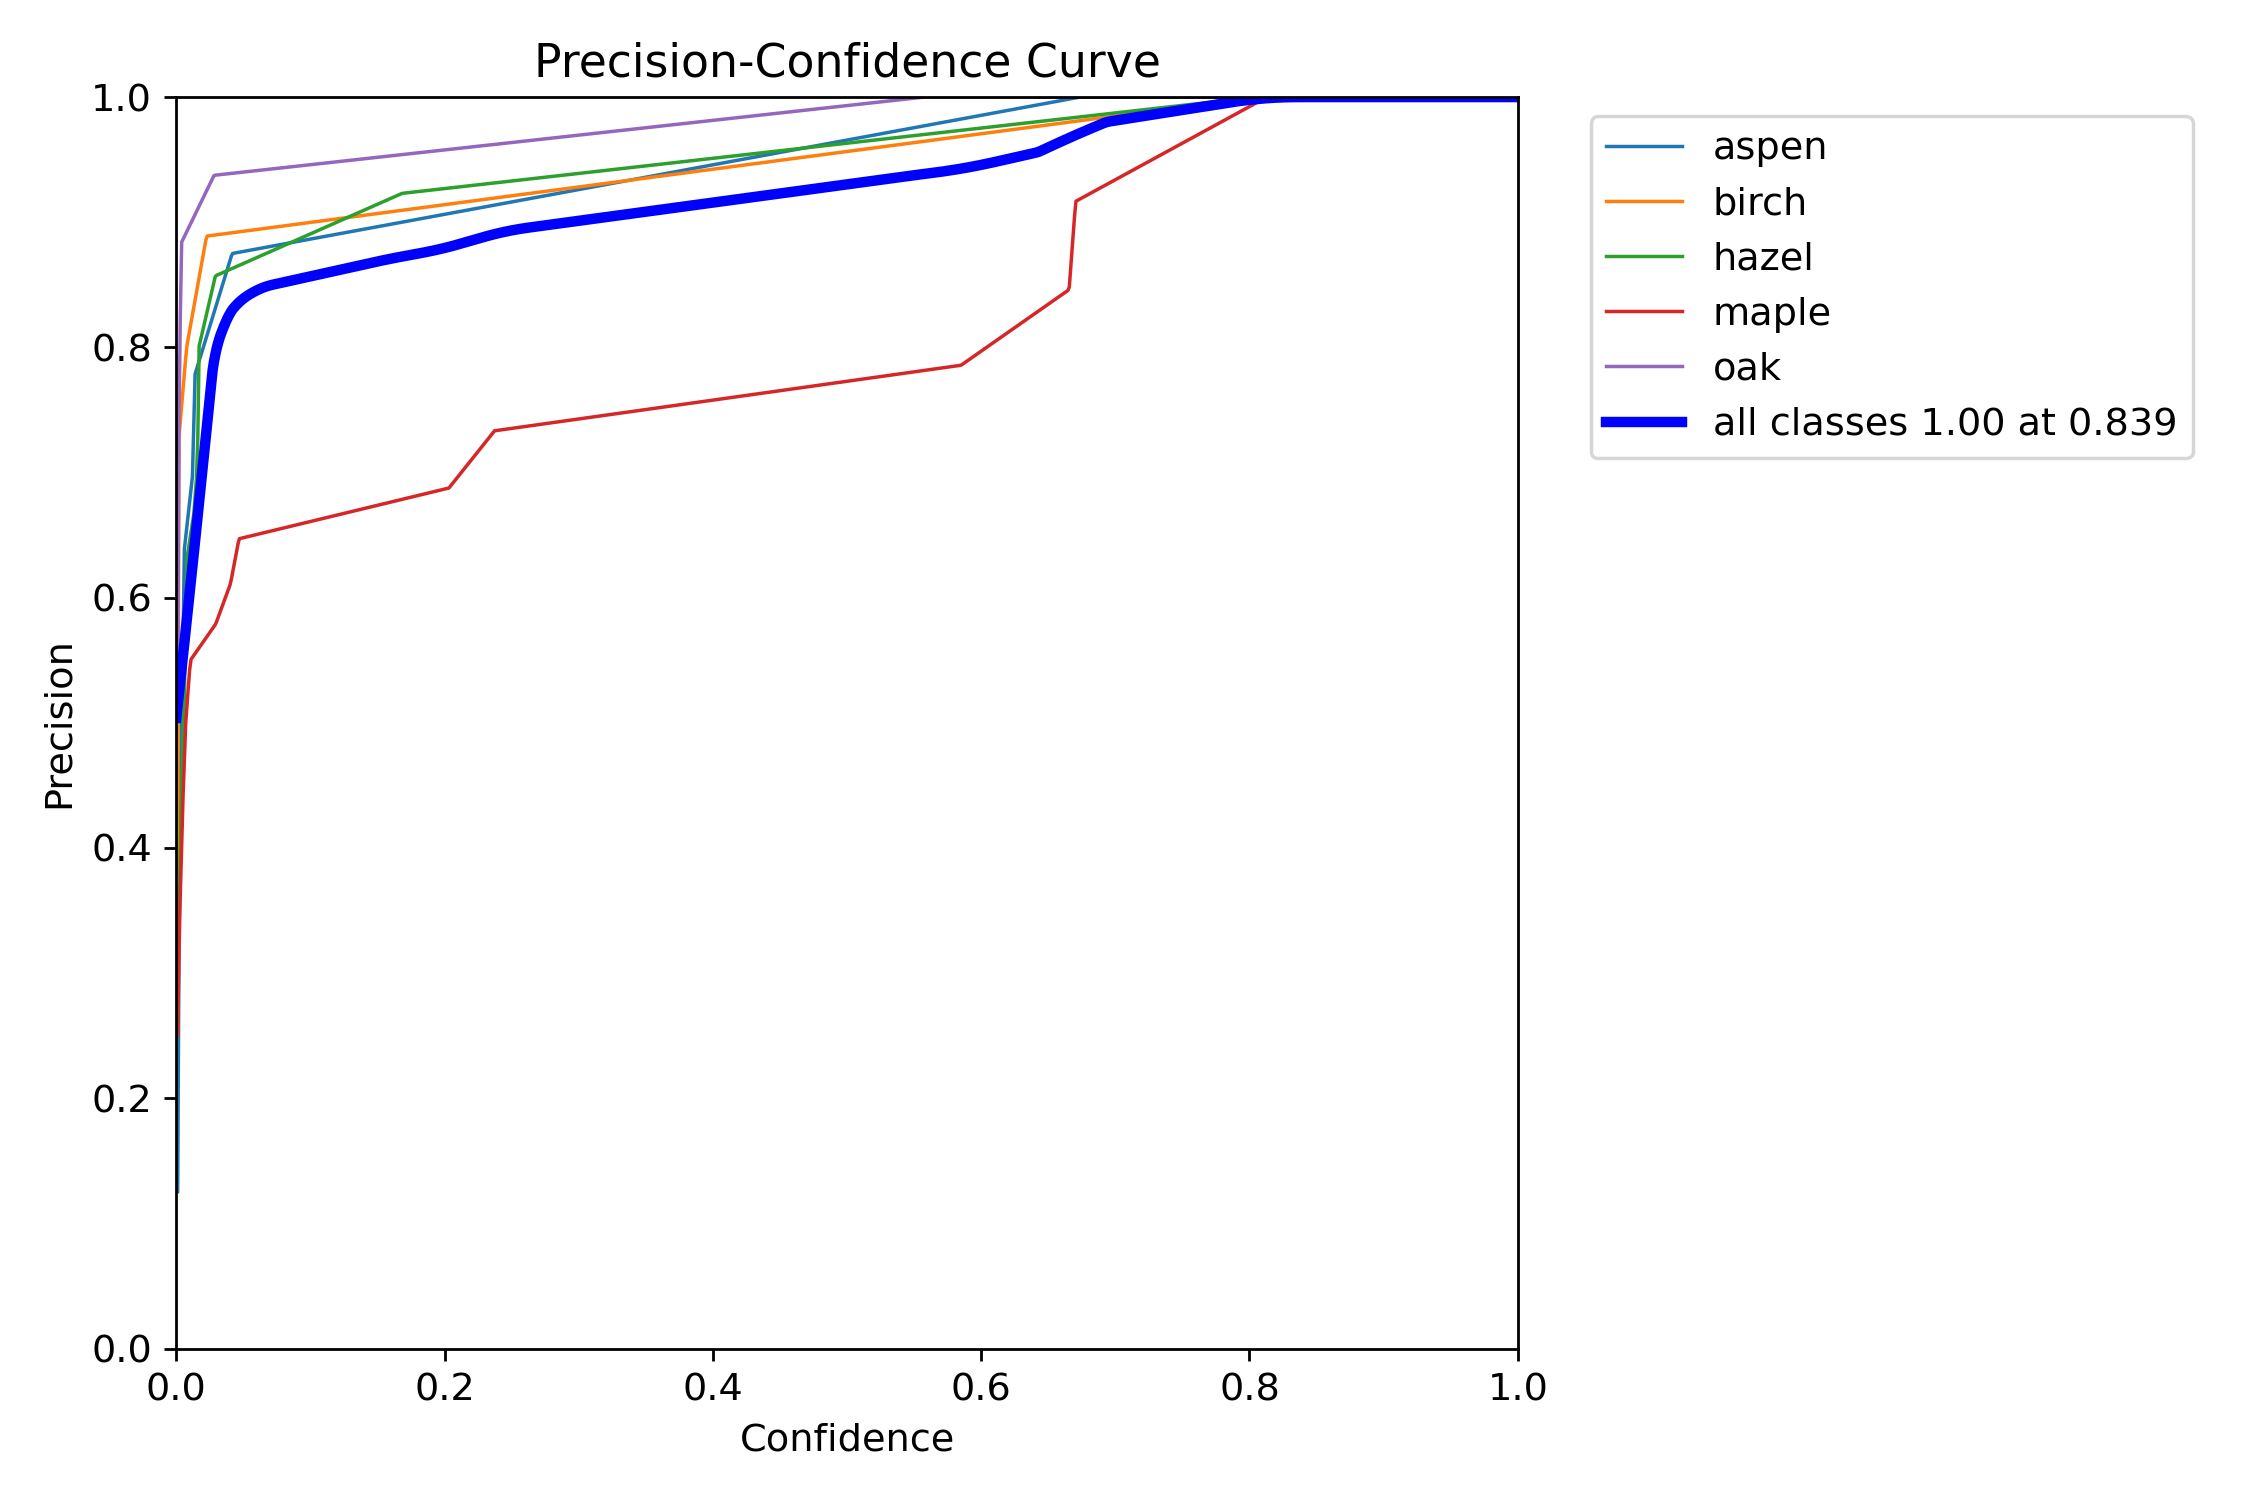 Precision-Confidence Curve
1.0
0.8
0.6
0.4
0.2
0.0
Precision
0.0 0.2 0.4 0.6 0.8 1.0
Confidence
aspen
birch
hazel
maple
oak
all classes 1.00 at 0.839